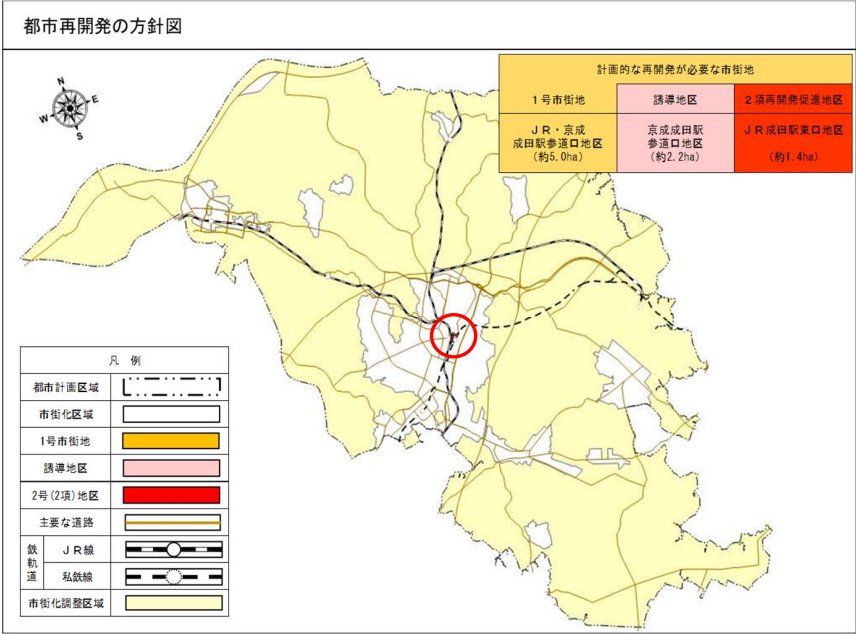 都市再開発の方針図
N
E
W
S
計画的な再開発が必要な市街地
1号市街地
誘導地区
2項再開発促進地区
JR・京成
成田駅参道口地区
(約5.0ha)
京成成田駅
参道口地区
(約2.2ha)
JR成田駅東口地区
(約1.4ha)
凡 例
都市計画区域
市街化区域
1号市街地
誘導地区
2号(2項)地区
主要な道路
鉄軌道
JR線
私鉄線
市街化調整区域